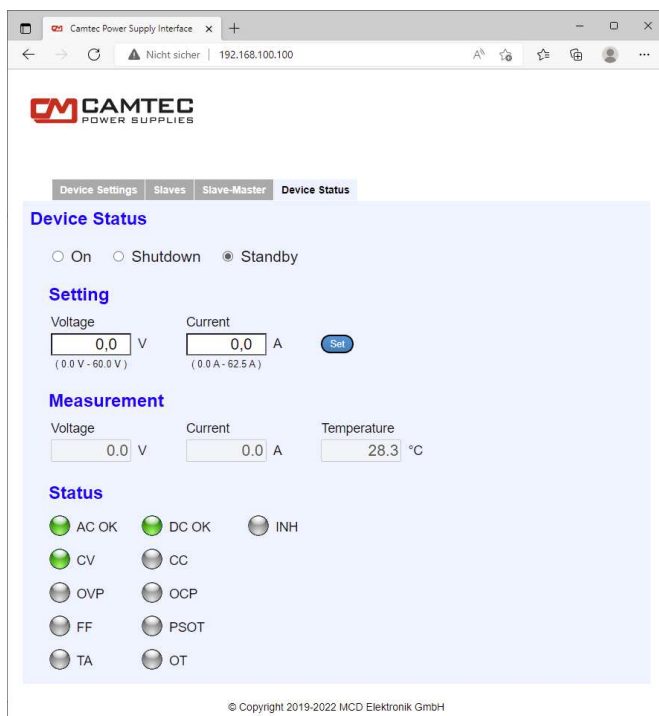 Camtec Power Supply Interface
Nicht sicher | 192.168.100.100
CAMTEC
POWER SUPPLIES
Device Settings Slaves Slave-Master Device Status
Device Status
On Shutdown Standby
Setting
Voltage Current
0,0 V 0,0 A Set
( 0.0 V - 60.0 V ) ( 0.0 A - 62.5 A )
Measurement
Voltage Current Temperature
0.0 V 0.0 A 28.3 °C
Status
AC OK DC OK INH
CV CC
OVP OCP
FF PSOT
TA OT
© Copyright 2019-2022 MCD Elektronik GmbH